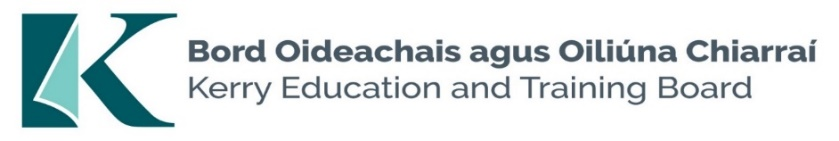 Bord Oideachais agus Oiliúna Chiarraí
Kerry Education and Training Board